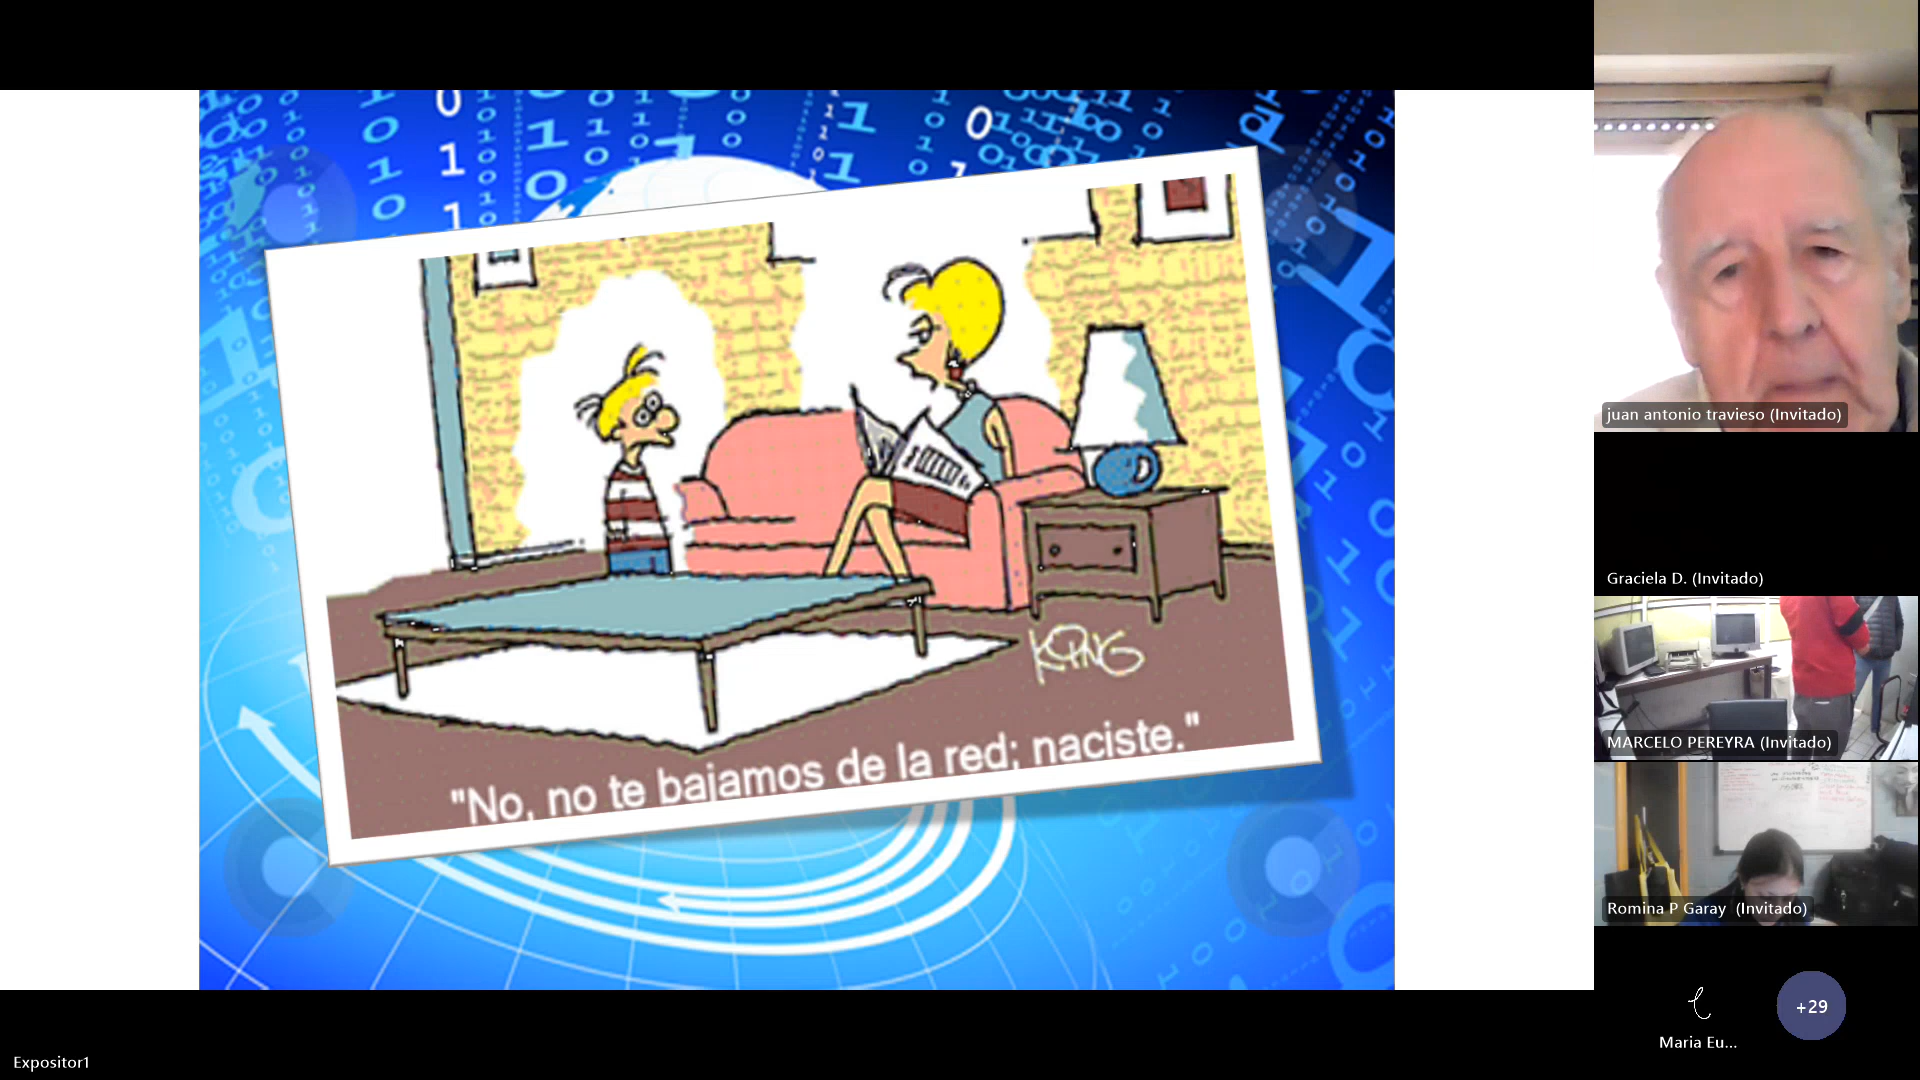 KING
"No, no te bajamos de la red; naciste."
juan antonio travieso (Invitado)
Graciela D. (Invitado)
MARCELO PEREYRA (Invitado)
Romina P Garay (Invitado)
+29
Maria Eu...
Expositor1